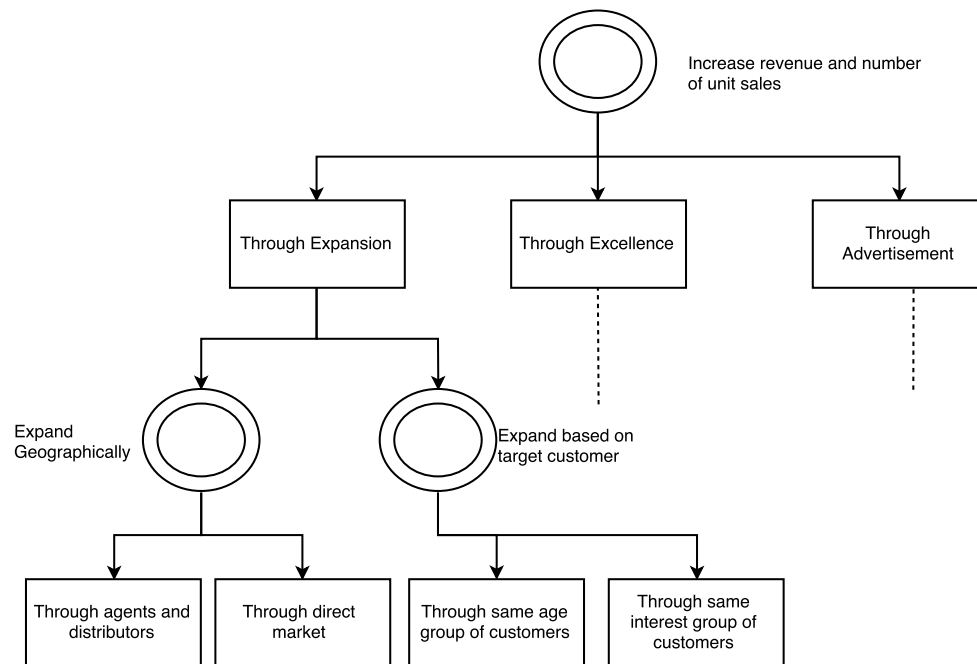 Increase revenue and number
of unit sales
Through Expansion
Through Excellence
Through
Advertisement
Expand
Geographically
Expand based on
target customer
Through agents and
distributors
Through direct
market
Through same age
group of customers
Through same
interest group of
customers